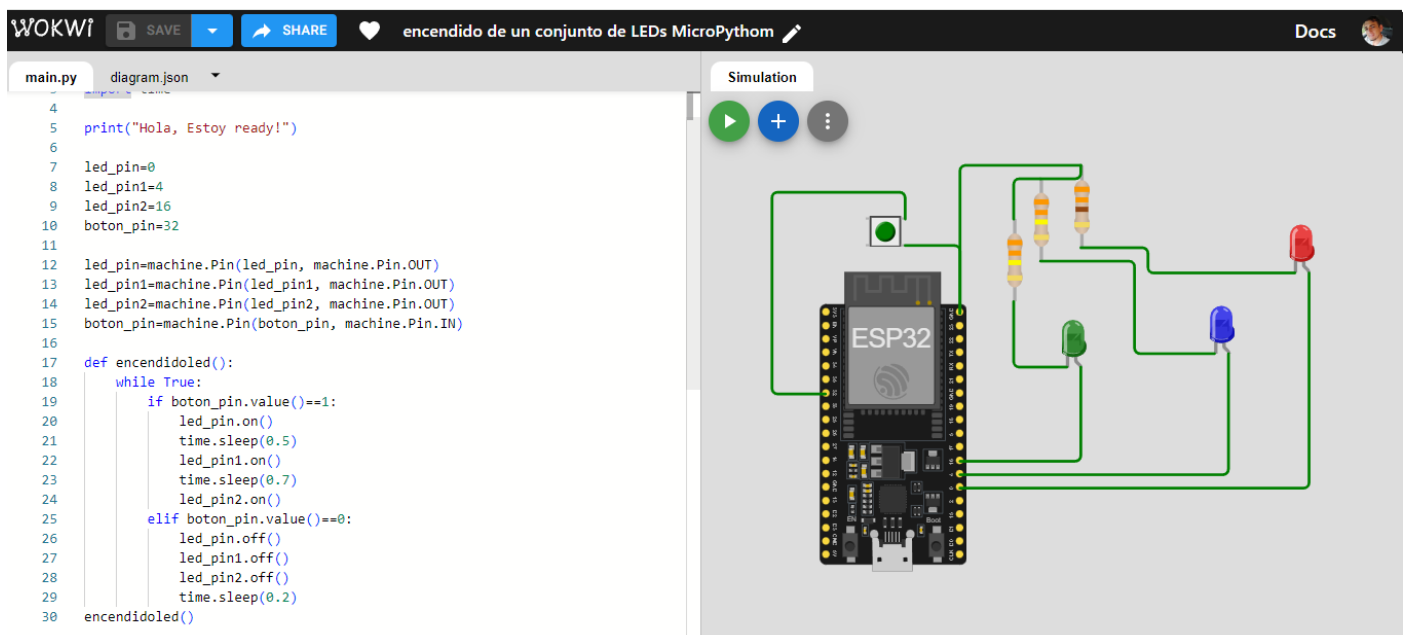 WOKWI SAVE SHARE encendido de un conjunto de LEDs MicroPythom Docs
main.py diagram.json Simulation
3 import time
4
5 print("Hola, Estoy ready!")
6
7 led_pin=0
8 led_pin1=4
9 led_pin2=16
10 boton_pin=32
11
12 led_pin=machine.Pin(led_pin, machine.Pin.OUT)
13 led_pin1=machine.Pin(led_pin1, machine.Pin.OUT)
14 led_pin2=machine.Pin(led_pin2, machine.Pin.OUT)
15 boton_pin=machine.Pin(boton_pin, machine.Pin.IN)
16
17 def encendidoled():
18 while True:
19 if boton_pin.value()==1:
20 led_pin.on()
21 time.sleep(0.5)
22 led_pin1.on()
23 time.sleep(0.7)
24 led_pin2.on()
25 elif boton_pin.value()==0:
26 led_pin.off()
27 led_pin1.off()
28 led_pin2.off()
29 time.sleep(0.2)
30 encendidoled()
ESP32
EN Boot